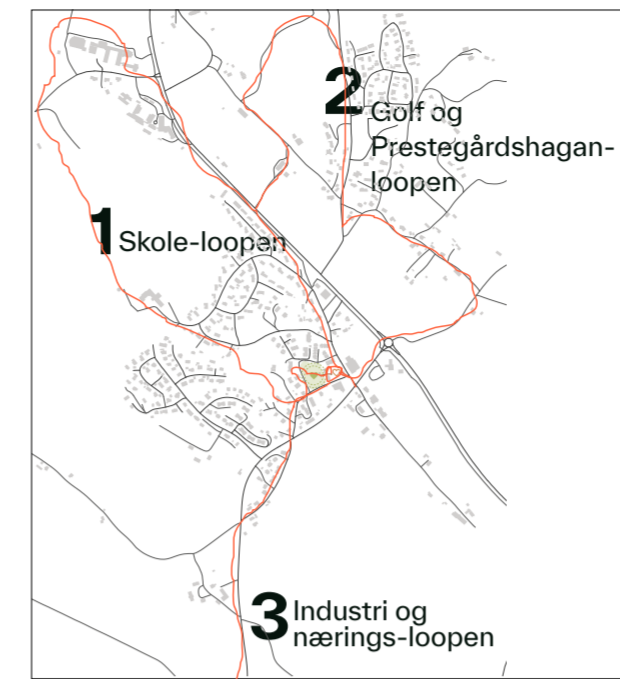 2
Golf og
Prestegårdshagan-
loopen
1 Skole-loopen
3 Industri og
nærings-loopen